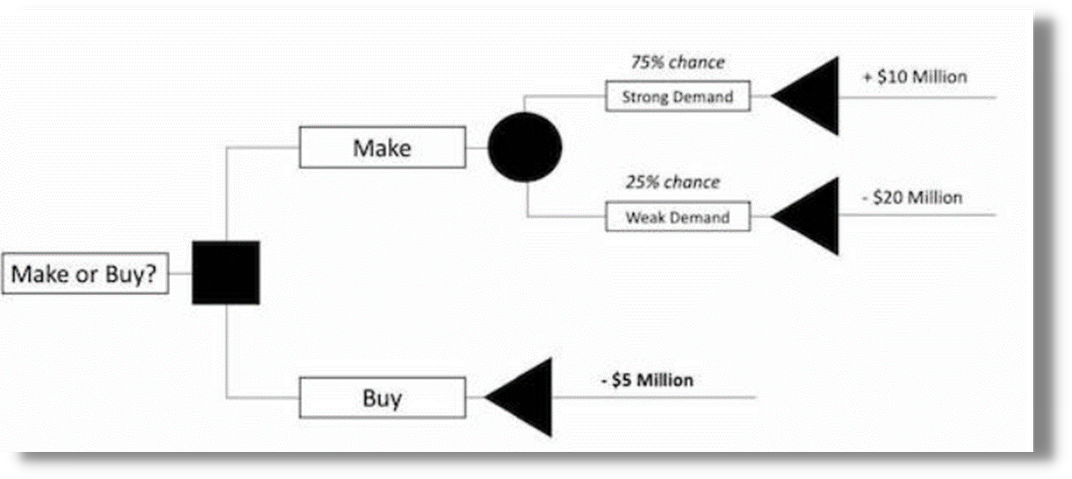 75% chance
Strong Demand
+ $10 Million
Make
25% chance
Weak Demand
- $20 Million
Make or Buy?
Buy
- $5 Million